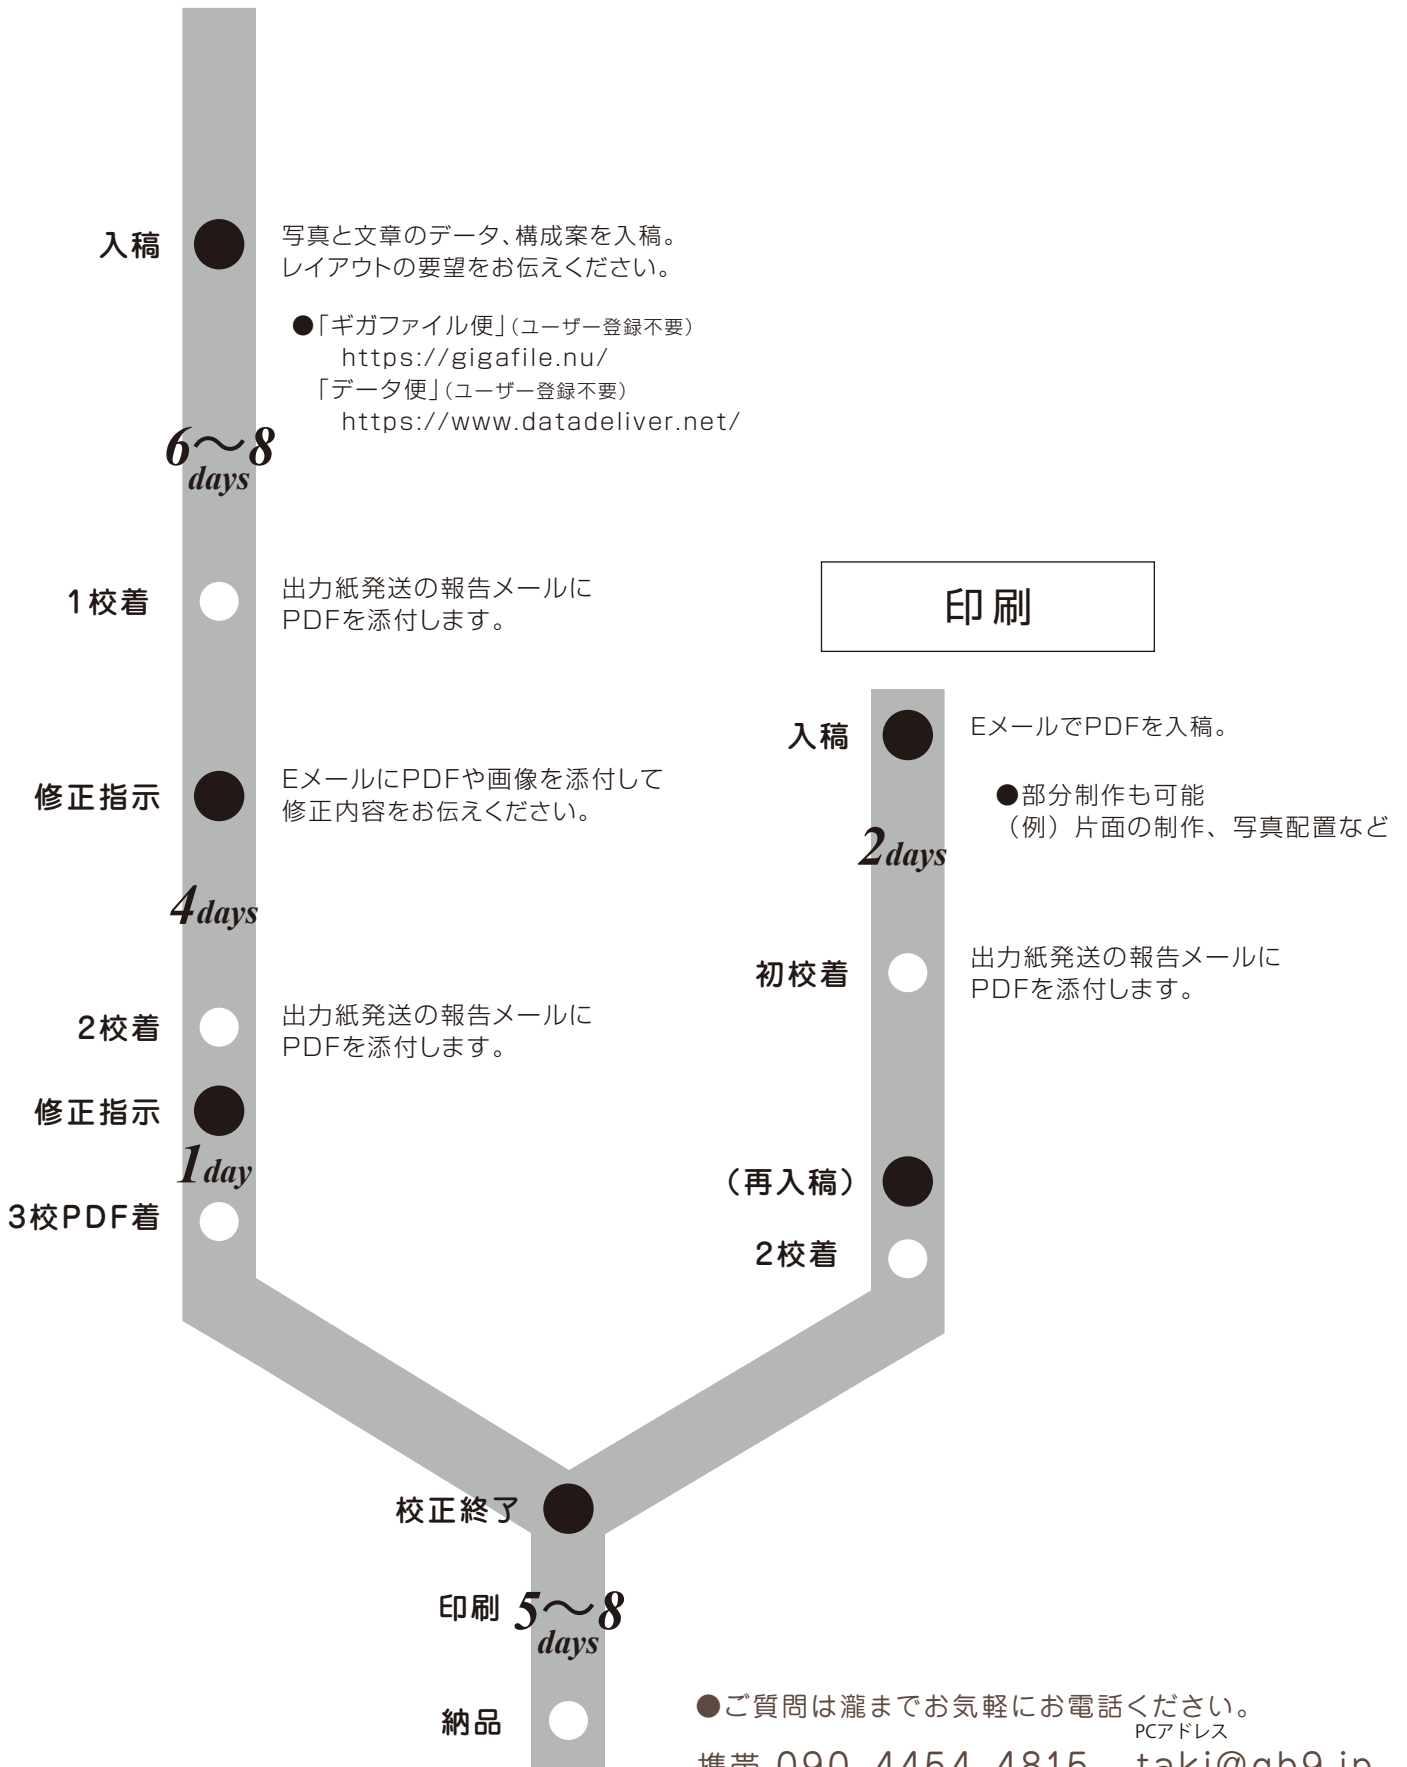 入稿
写真と文章のデータ、構成案を入稿。
レイアウトの要望をお伝えください。
●「ギガファイル便」（ユーザー登録不要）
https://gigafile.nu/
「データ便」（ユーザー登録不要）
https://www.datadeliver.net/
6〜8
days
1校着
出力紙発送の報告メールに
PDFを添付します。
修正指示
EメールにPDFや画像を添付して
修正内容をお伝えください。
4days
2校着
出力紙発送の報告メールに
PDFを添付します。
修正指示
1day
3校PDF着
印刷
入稿
EメールでPDFを入稿。
●部分制作も可能
（例）片面の制作、写真配置など
2days
初校着
出力紙発送の報告メールに
PDFを添付します。
（再入稿）
2校着
校正終了
印刷
5〜8
days
納品
●ご質問は瀧までお気軽にお電話ください。
PCアドレス
携帯 090-4454-4815 taki@gb9.jp